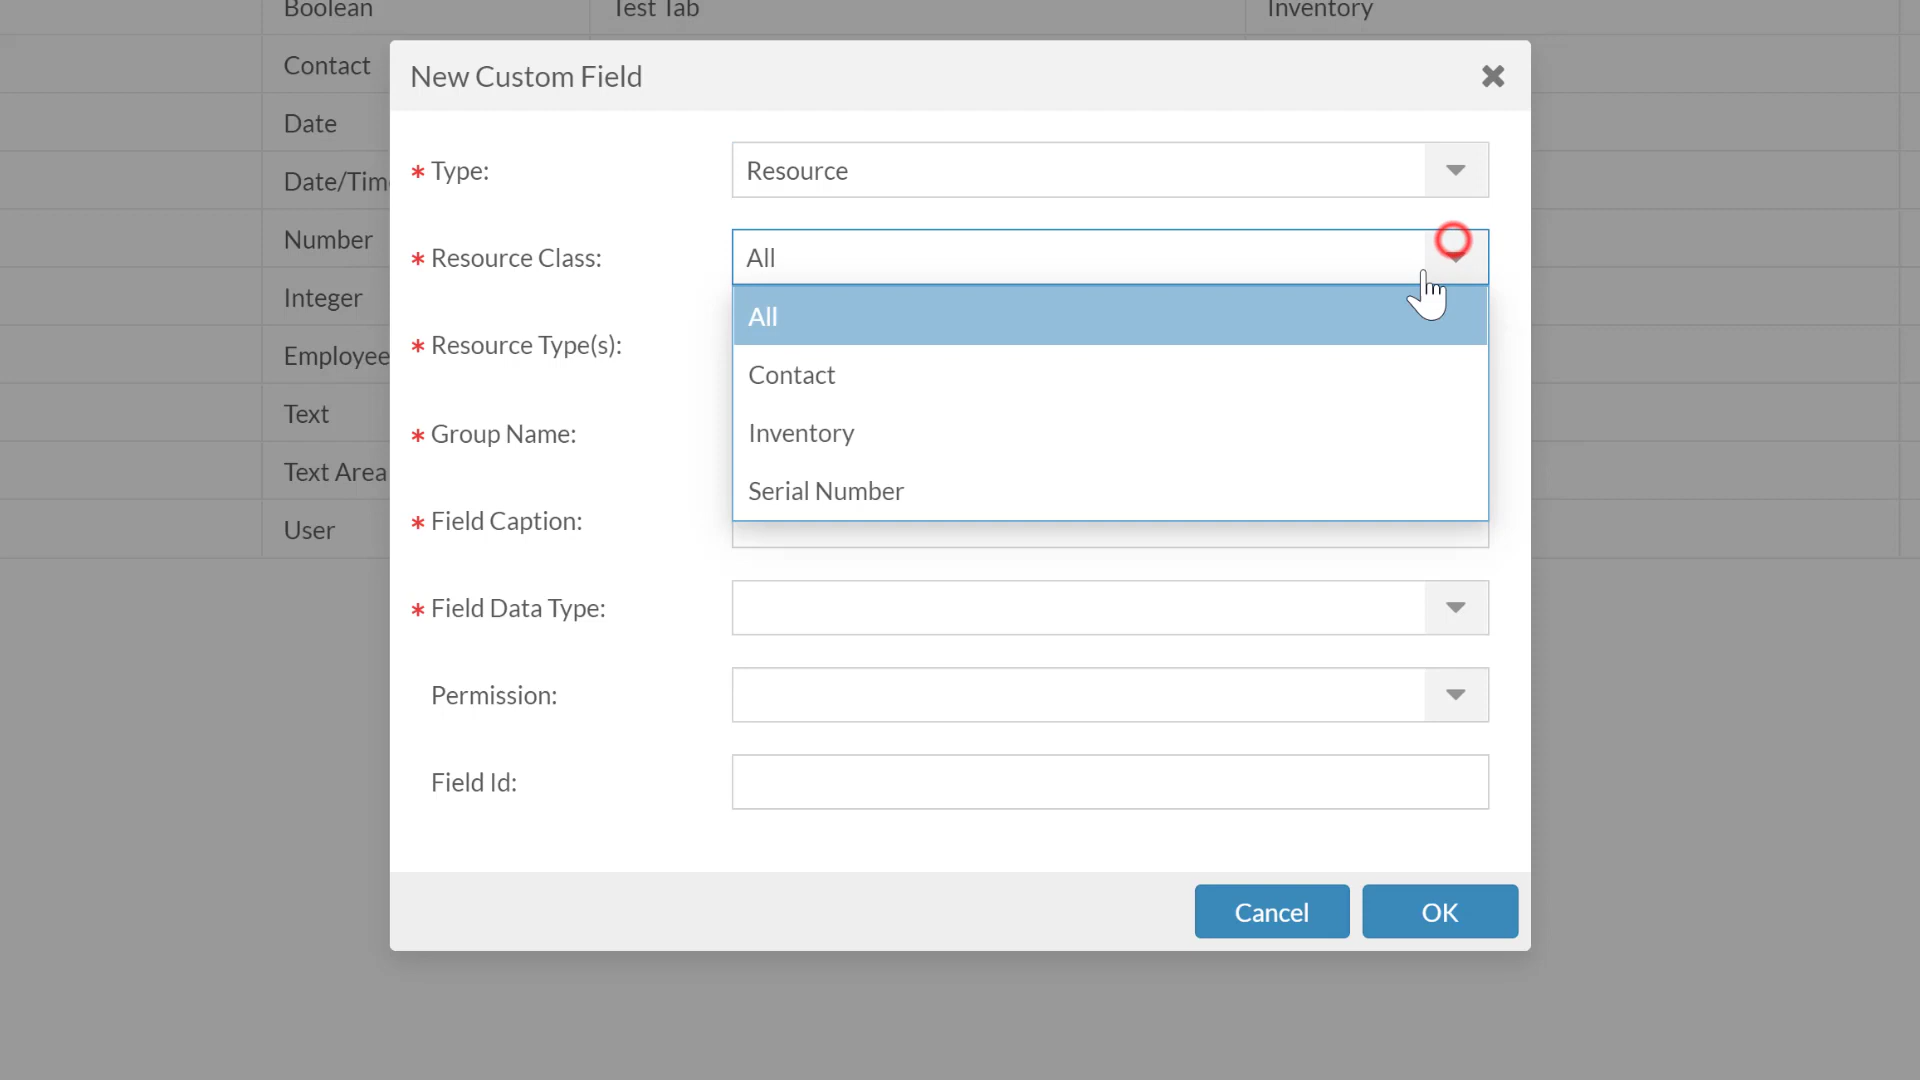 Boolean Test Tab Inventory
Contact
Date
Date/Time
Number
Integer
Employee
Text
Text Area
User
New Custom Field
* Type: Resource
* Resource Class: All
All
Contact
Inventory
Serial Number
* Resource Type(s):
* Group Name:
* Field Caption:
* Field Data Type:
Permission:
Field Id:
Cancel OK